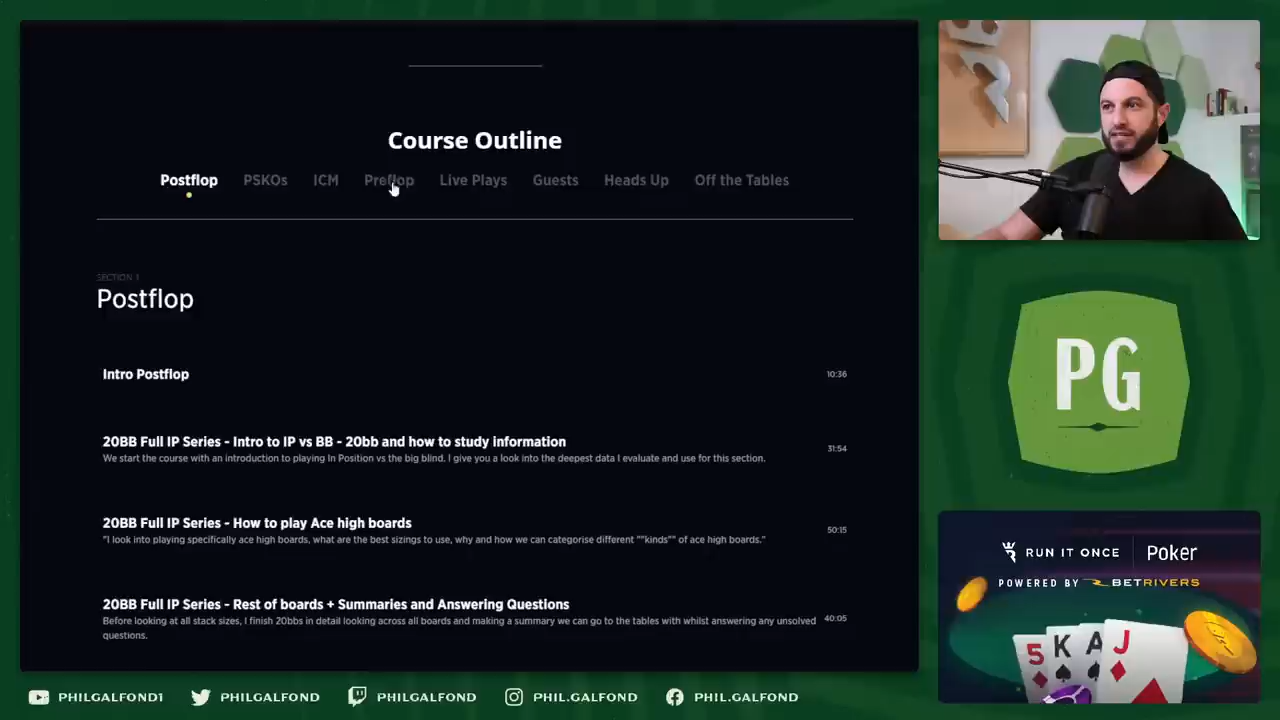 Course Outline
Postflop PSKOs ICM Preflop Live Plays Guests Heads Up Off the Tables
SECTION 1
Postflop
Intro Postflop
10:36
20BB Full IP Series - Intro to IP vs BB - 20bb and how to study information
We start the course with an introduction to playing In Position vs the big blind. I give you a look into the deepest data I evaluate and use for this section.
31:54
20BB Full IP Series - How to play Ace high boards
"I look into playing specifically ace high boards, what are the best sizings to use, why and how we can categorise different ""kinds"" of ace high boards."
50:15
20BB Full IP Series - Rest of boards + Summaries and Answering Questions
Before looking at all stack sizes, I finish 20bbs in detail looking across all boards and making a summary we can go to the tables with whilst answering any unsolved
questions.
40:05
PG
RUN IT ONCE Poker
POWERED BY BETRIVERS
5 K A J
PHILGALFOND1 PHILGALFOND PHILGALFOND PHIL.GALFOND PHIL.GALFOND